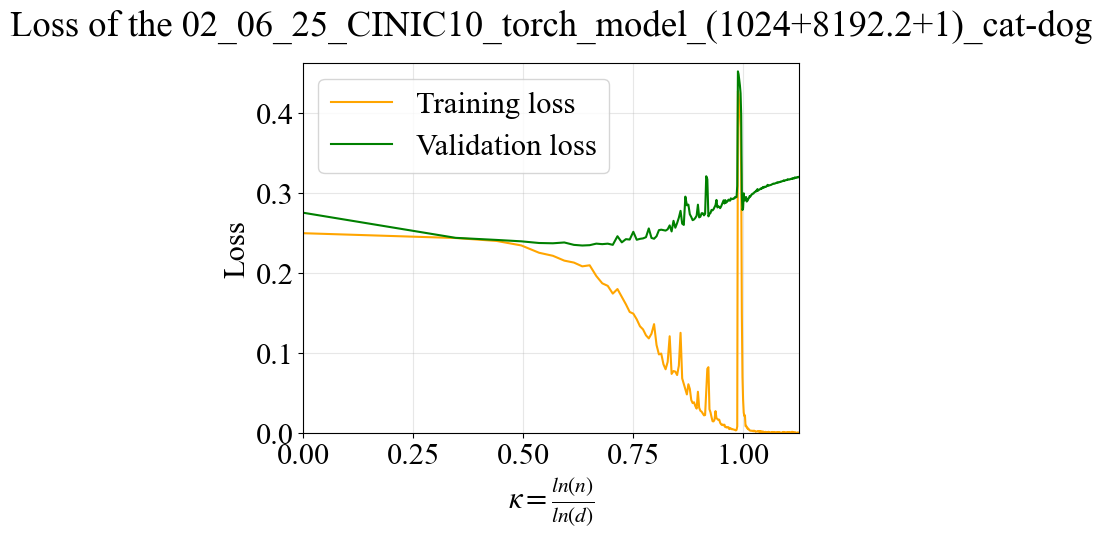 Loss of the 02_06_25_CINIC10_torch_model_(1024+8192.2+1)_cat-dog
Training loss
Validation loss
Loss
0.4
0.3
0.2
0.1
0.0
0.00 0.25 0.50 0.75 1.00
κ = ln(n)/ln(d)